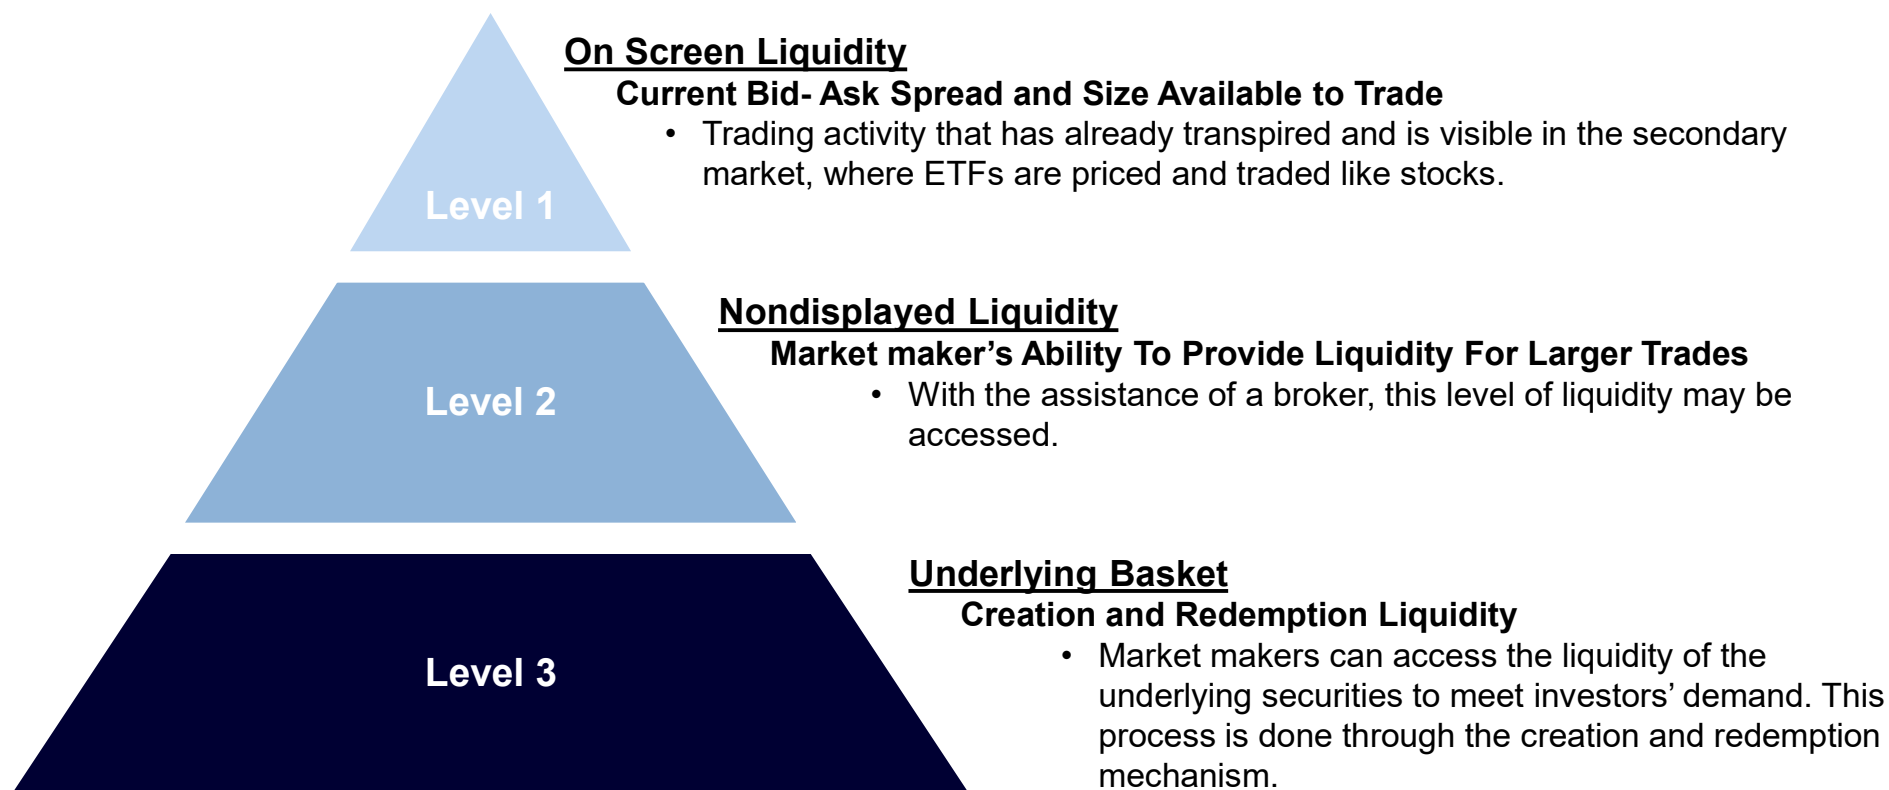 On Screen Liquidity
Current Bid- Ask Spread and Size Available to Trade
• Trading activity that has already transpired and is visible in the secondary
market, where ETFs are priced and traded like stocks.
Level 1
Nondisplayed Liquidity
Market maker’s Ability To Provide Liquidity For Larger Trades
• With the assistance of a broker, this level of liquidity may be
accessed.
Level 2
Underlying Basket
Creation and Redemption Liquidity
• Market makers can access the liquidity of the
underlying securities to meet investors’ demand. This
process is done through the creation and redemption
mechanism.
Level 3